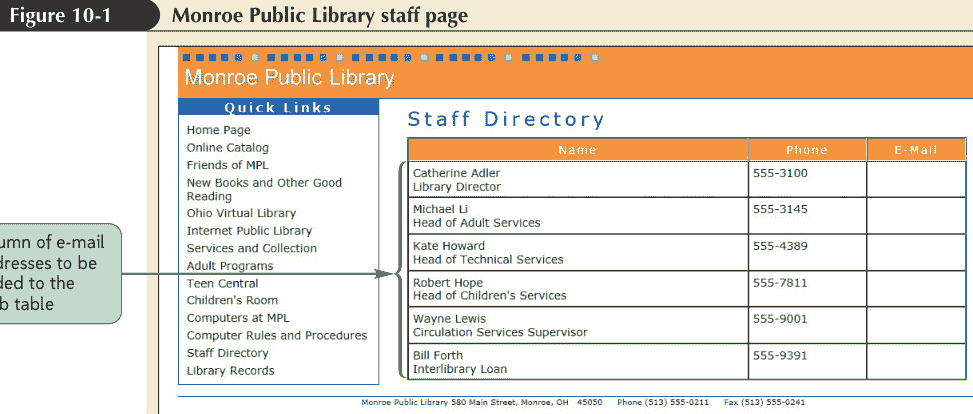 Figure 10-1 Monroe Public Library staff page
Monroe Public Library
Quick Links
Home Page
Online Catalog
Friends of MPL
New Books and Other Good
Reading
Ohio Virtual Library
Internet Public Library
Services and Collection
Adult Programs
Teen Central
Children's Room
Computers at MPL
Computer Rules and Procedures
Staff Directory
Library Records
Staff Directory
Name Phone E-Mail
Catherine Adler 555-3100
Library Director
Michael Li 555-3145
Head of Adult Services
Kate Howard 555-4389
Head of Technical Services
Robert Hope 555-7811
Head of Children's Services
Wayne Lewis 555-9001
Circulation Services Supervisor
Bill Forth 555-9391
Interlibrary Loan
umn of e-mail
dresses to be
ded to the
b table
Monroe Public Library 580 Main Street, Monroe, OH 45050 Phone (513) 555-0211 Fax (513) 555-0241